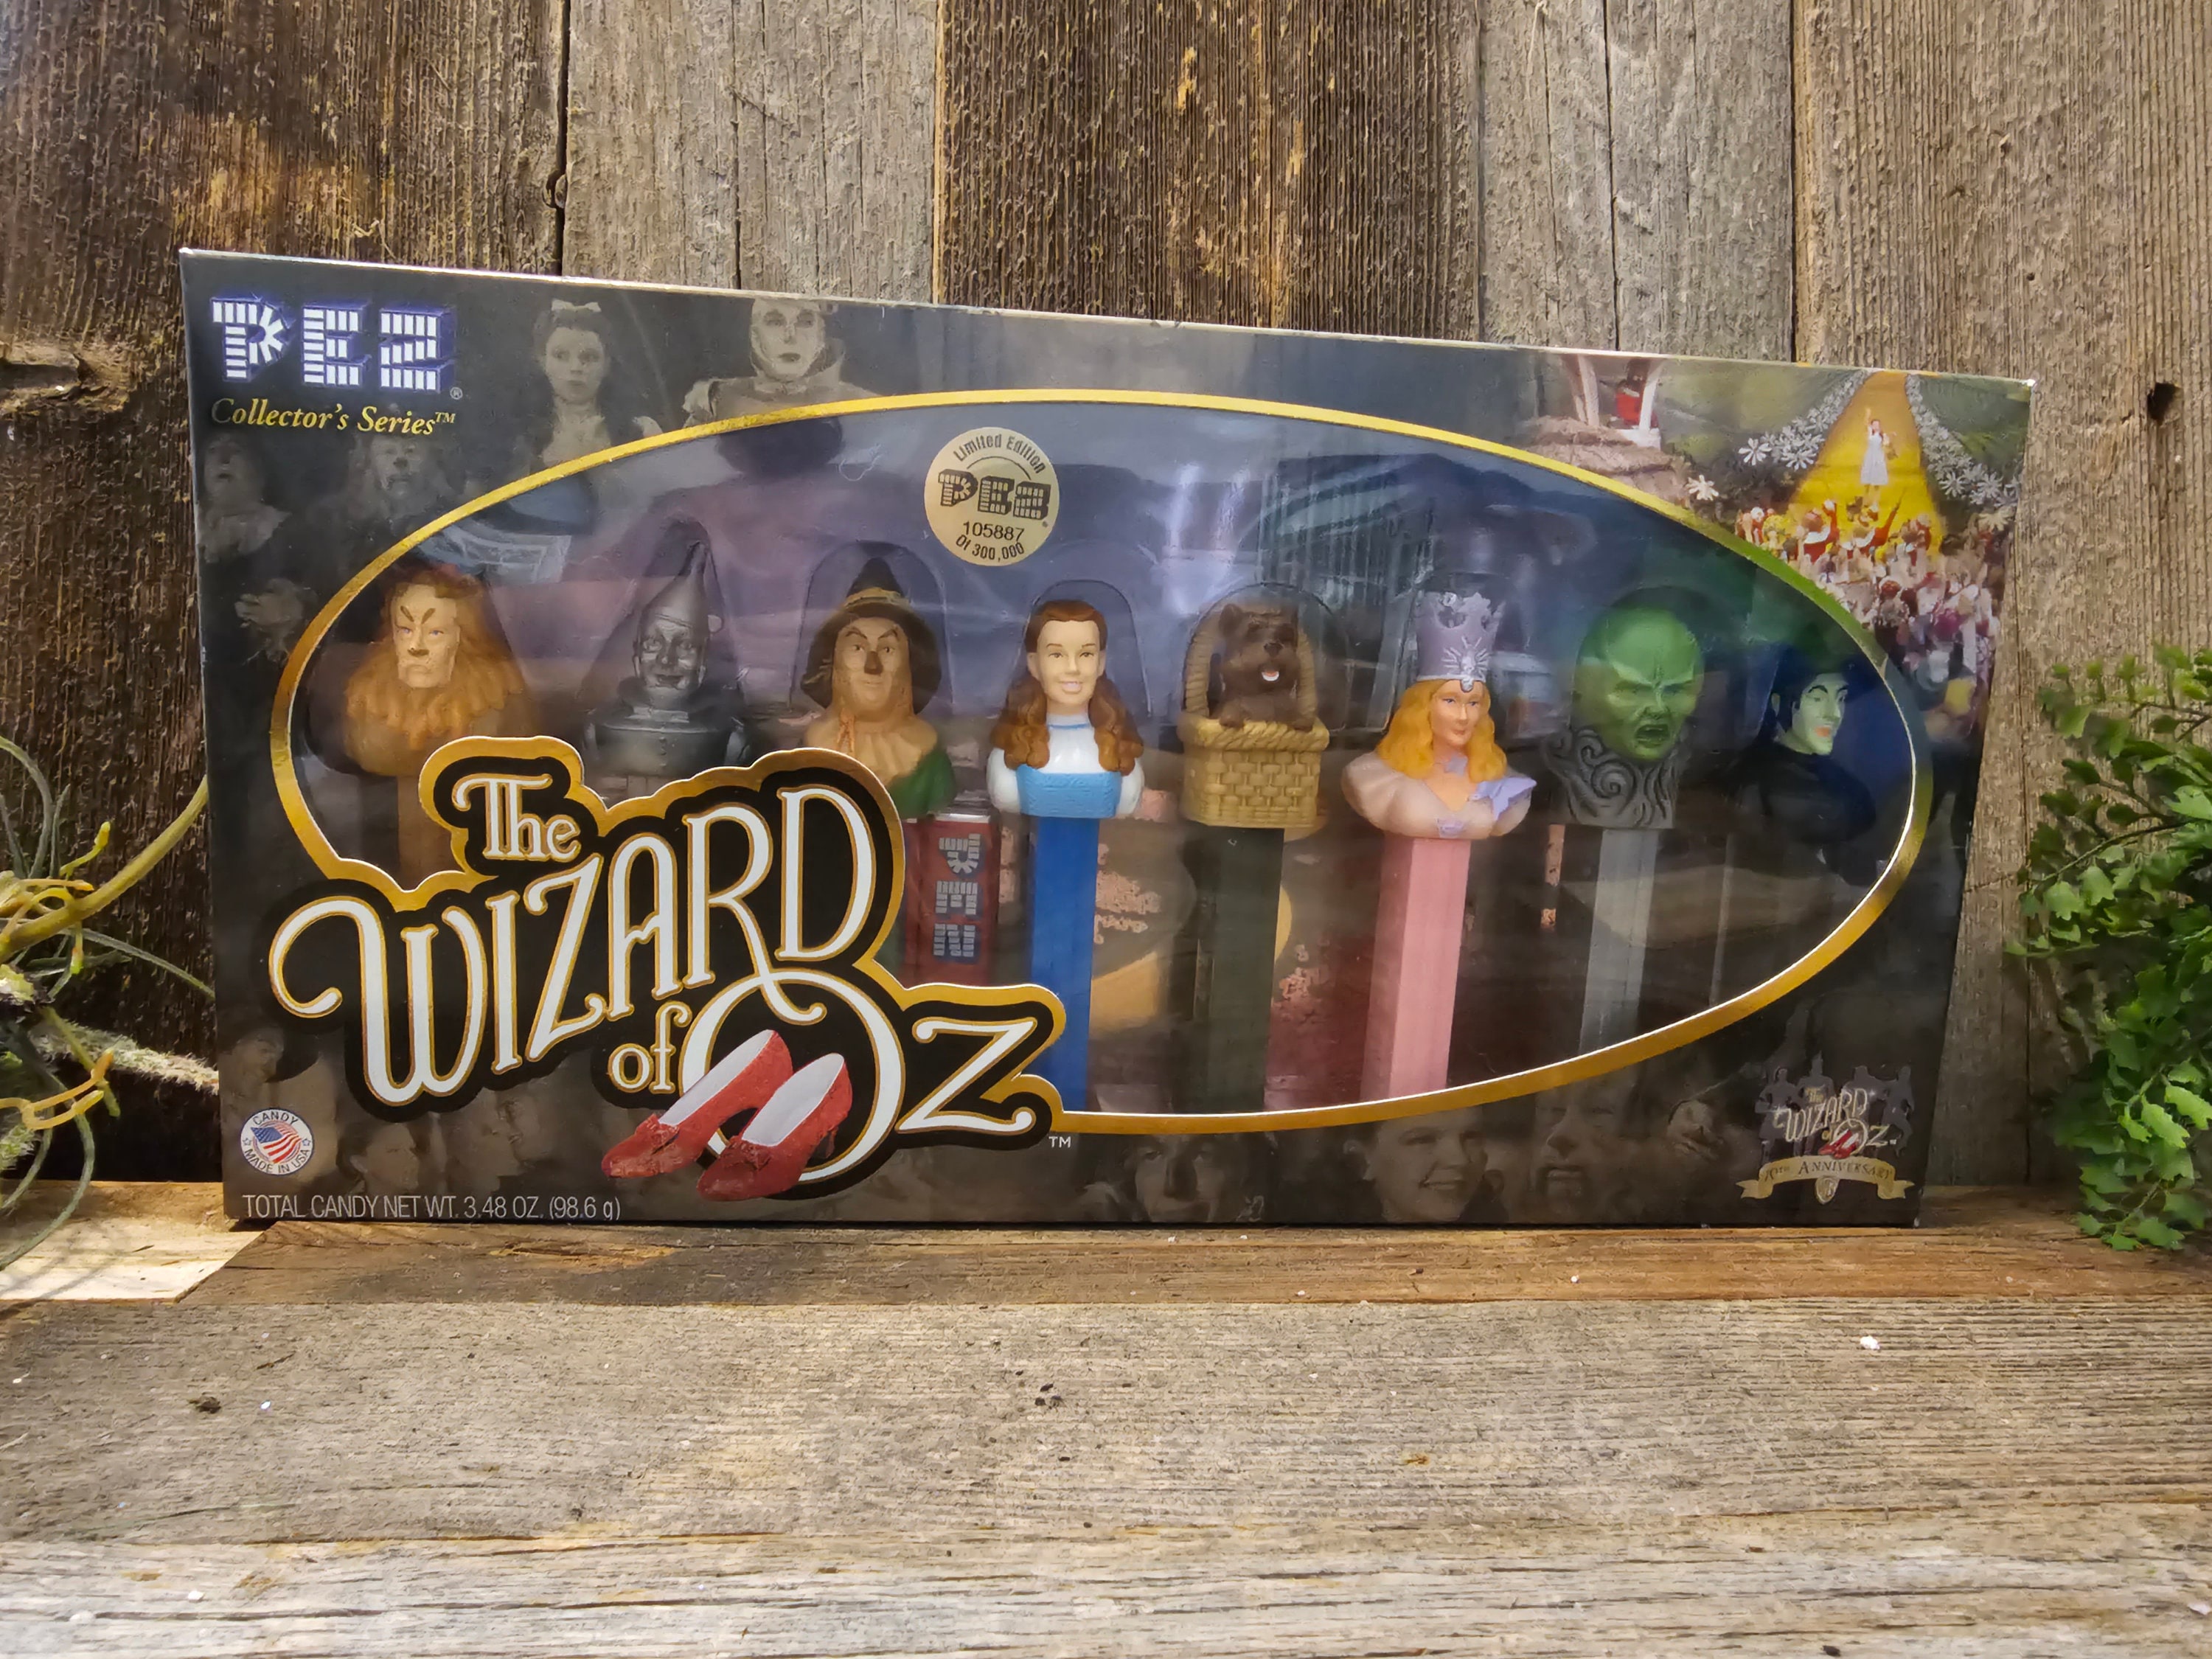 PEZ®
Collector's Series™
Limited Edition
PEZ®
105887
Of 300,000
PEZ
The
WIZARD
of OZ
™
CANDY
MADE IN USA
TOTAL CANDY NET WT. 3.48 OZ. (98.6 g)
The
WIZARD
of OZ
ANNIVERSARY